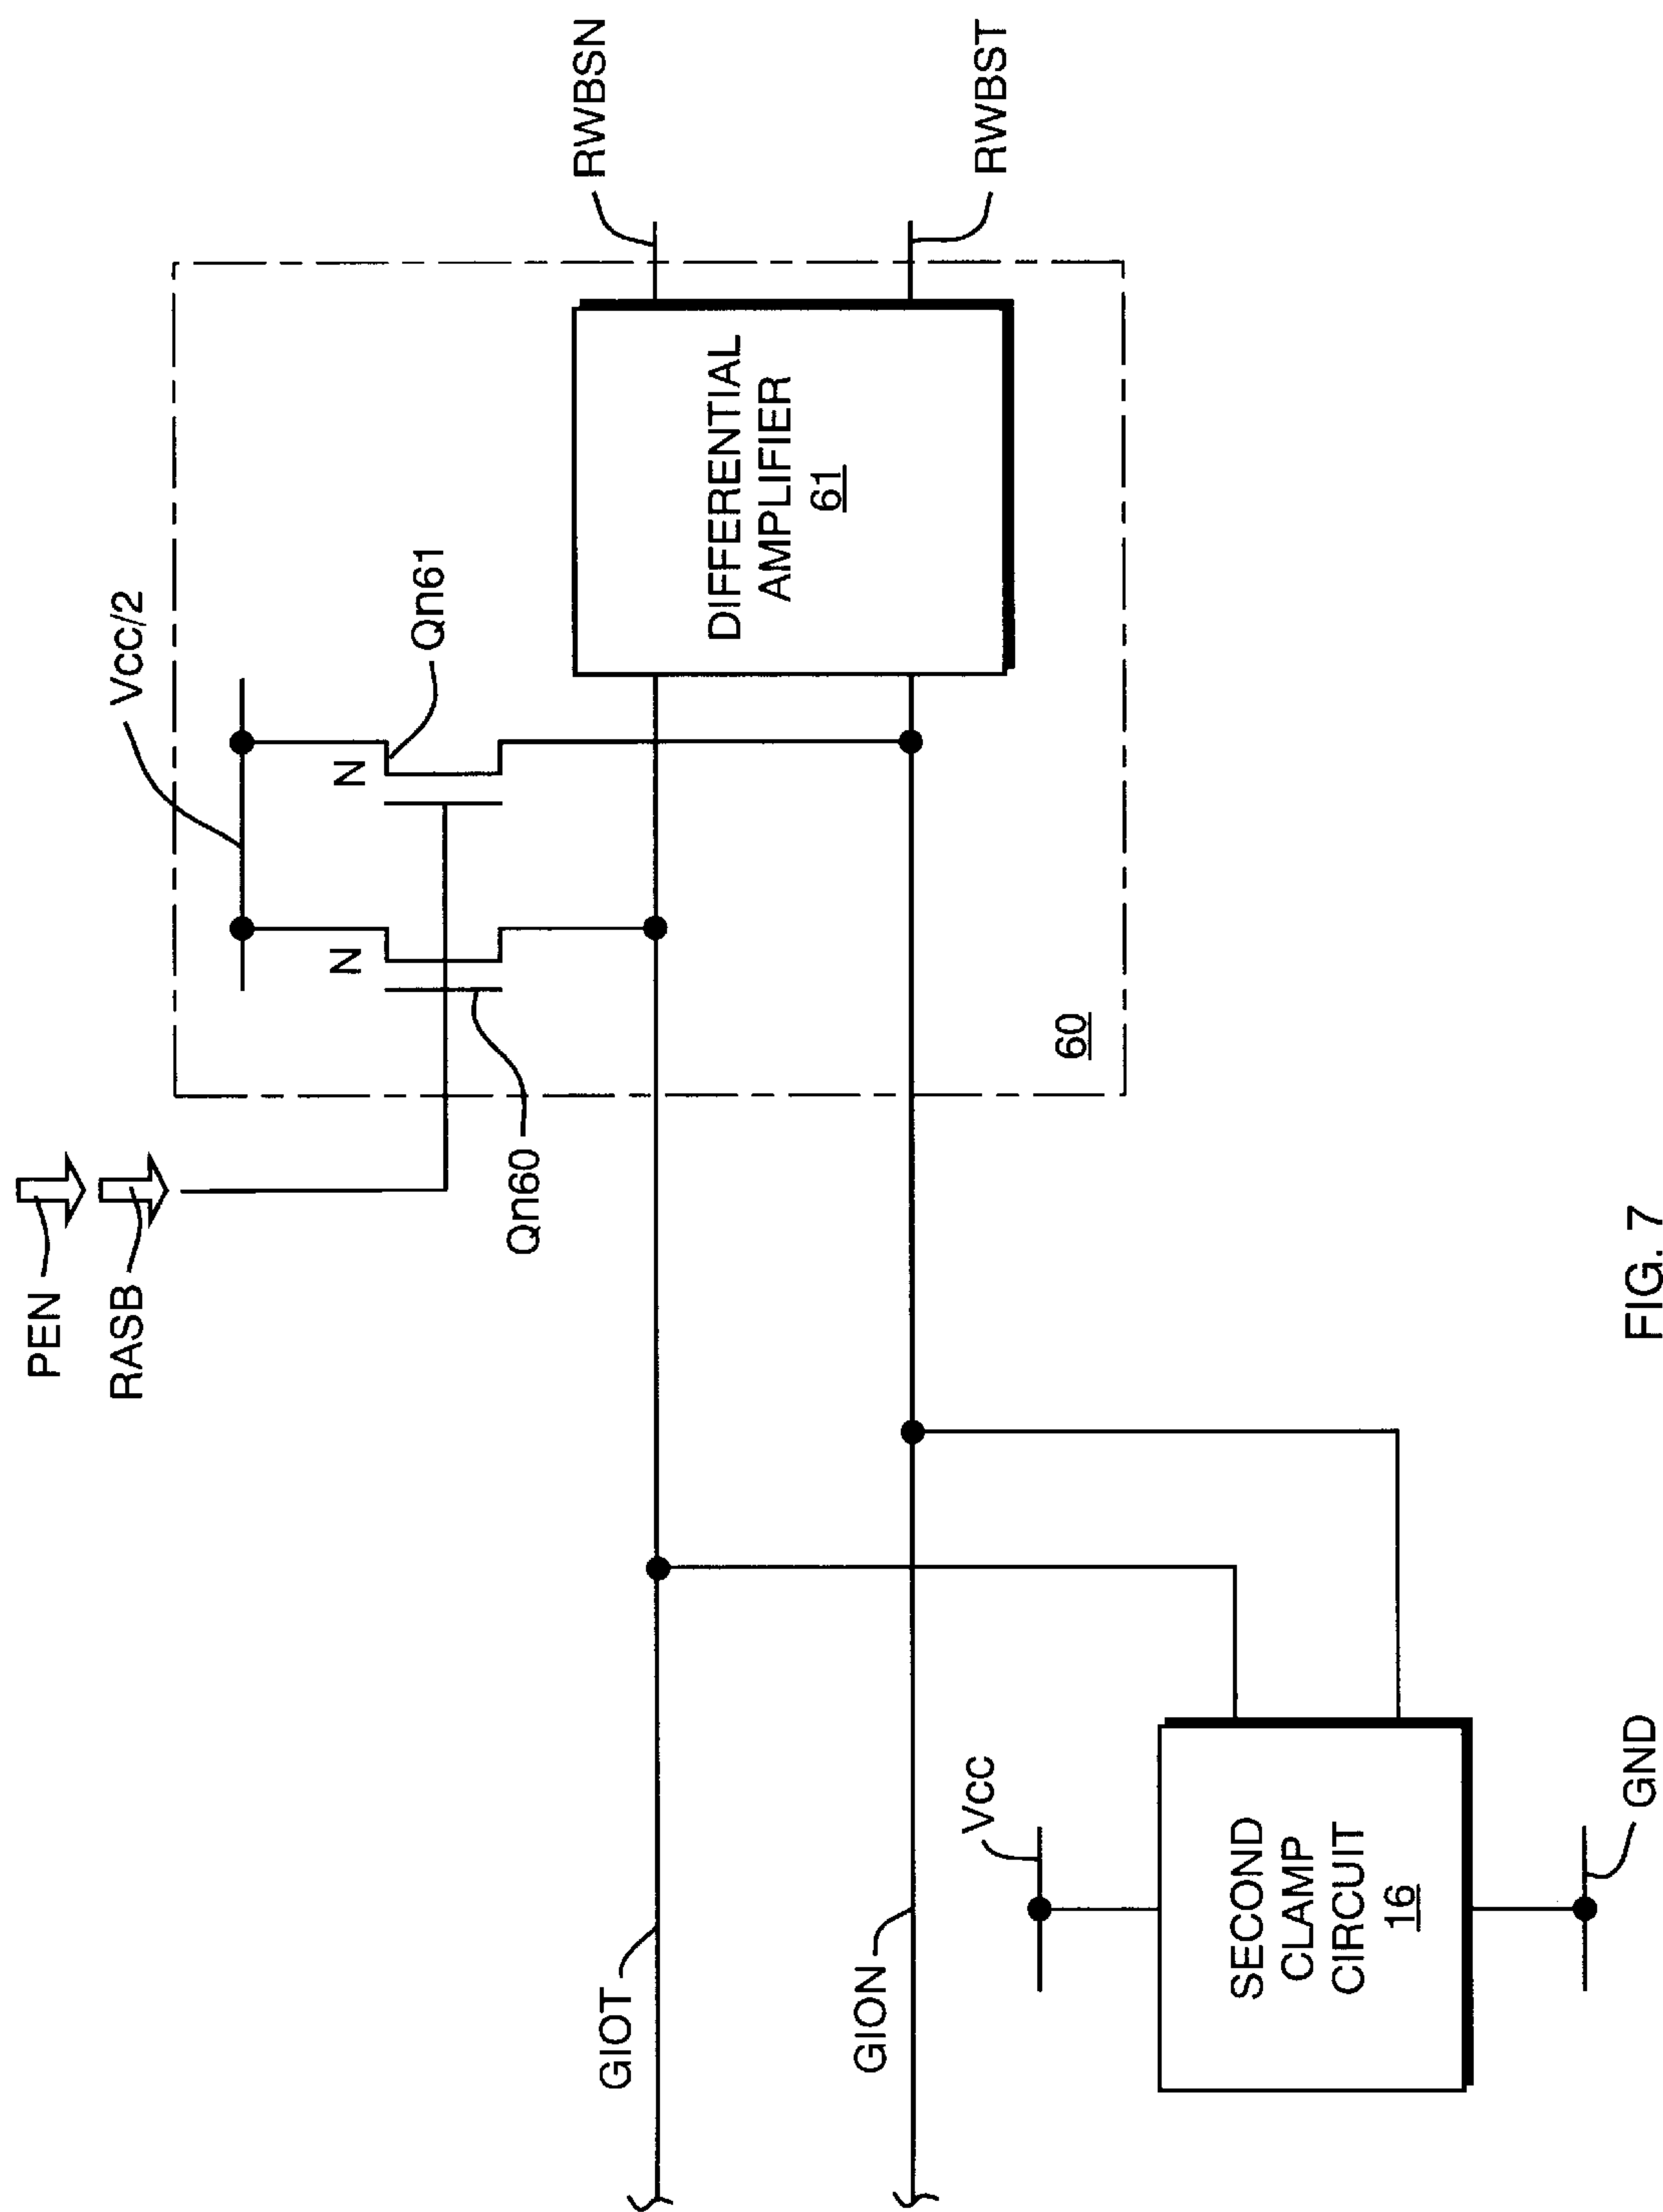 PEN
RASB
Vcc/2
N
N
Qn61
Qn60
RWBSN
RWBST
DIFFERENTIAL
AMPLIFIER
61
60
GIOT
GION
Vcc
SECOND
CLAMP
CIRCUIT
16
GND
FIG. 7